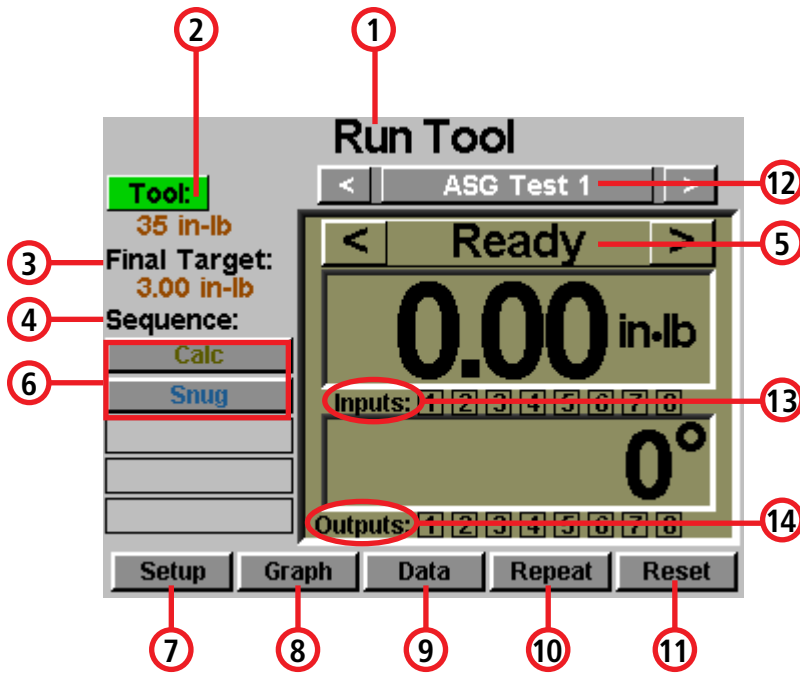 2
1
Run Tool
Tool:
< ASG Test 1 >
12
35 in-lb
< Ready >
5
3
Final Target:
3.00 in-lb
4
Sequence:
0.00 in•lb
6
Calc
Snug
Inputs: 1 2 3 4 5 6 7 8
13
0°
Outputs: 1 2 3 4 5 6 7 8
14
Setup Graph Data Repeat Reset
7 8 9 10 11